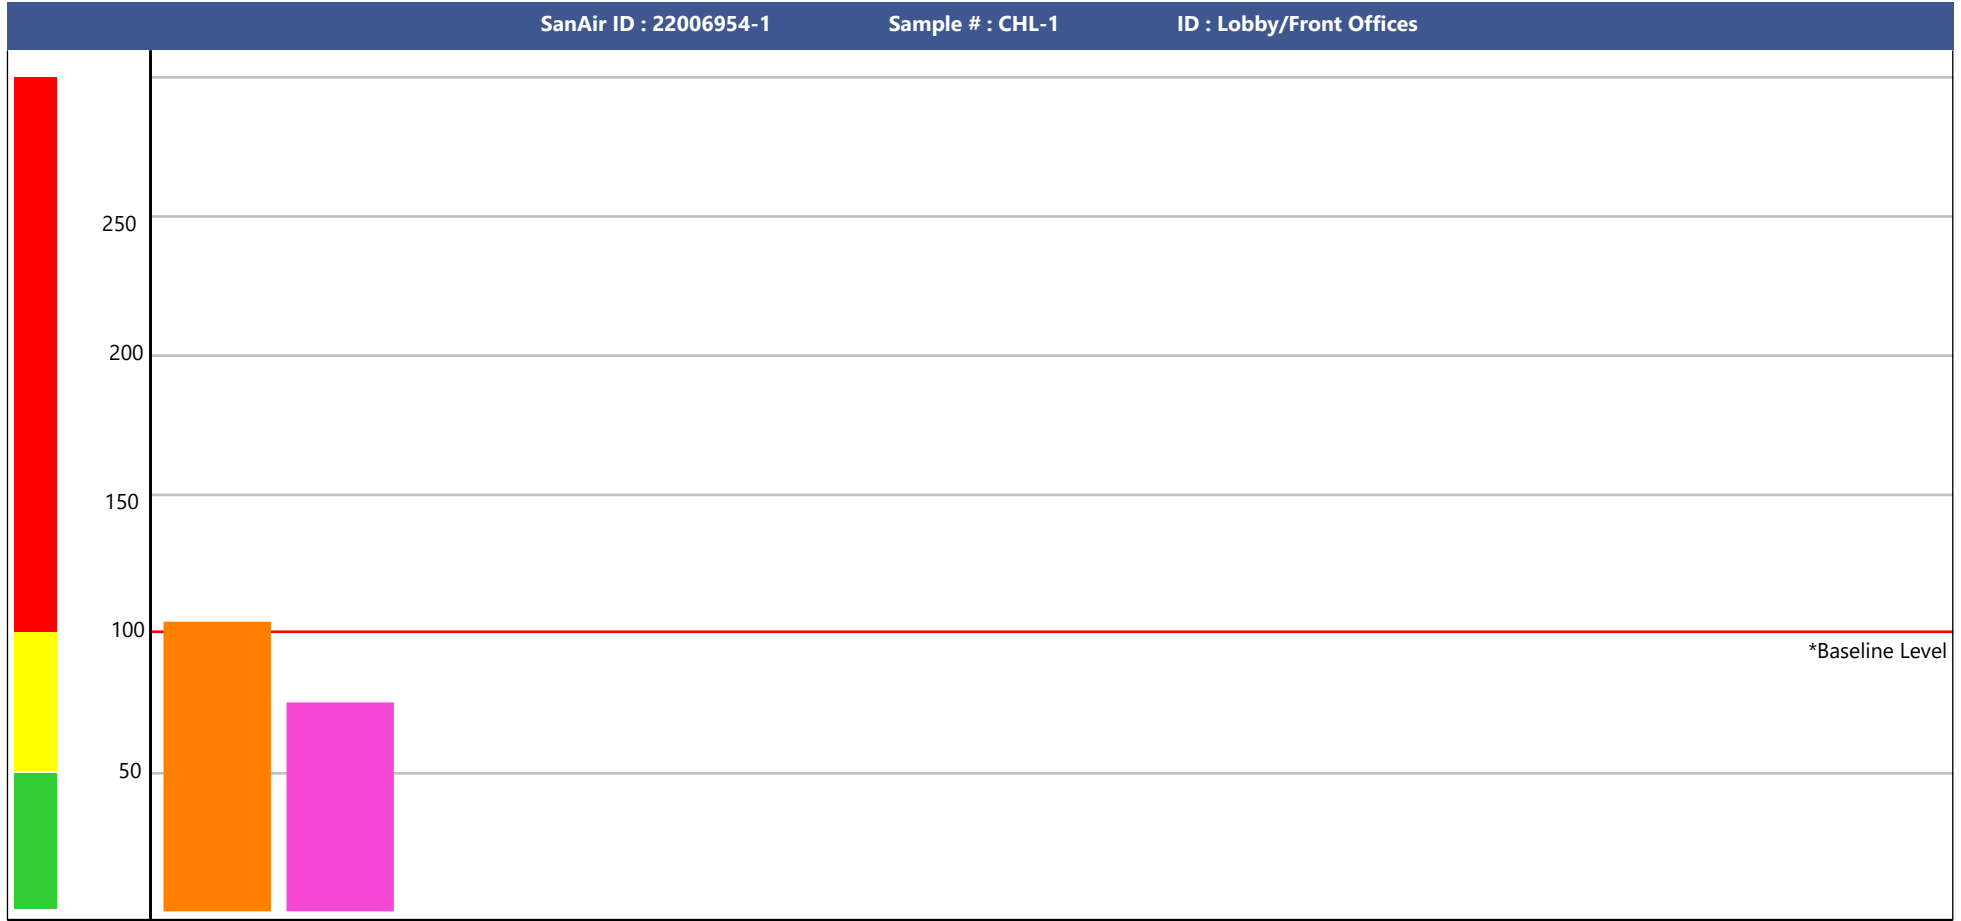 SanAir ID : 22006954-1 Sample # : CHL-1 ID : Lobby/Front Offices
250
200
150
100
*Baseline Level
50